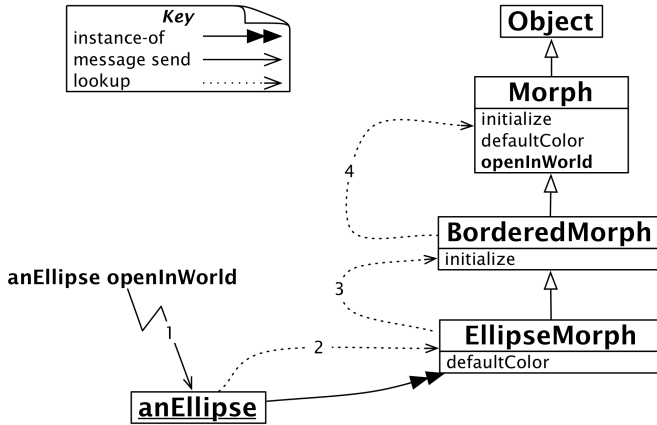 Key
instance-of
message send
lookup
Object
Morph
initialize
defaultColor
openInWorld
4
BorderedMorph
initialize
anEllipse openInWorld
3
1
EllipseMorph
2
defaultColor
anEllipse